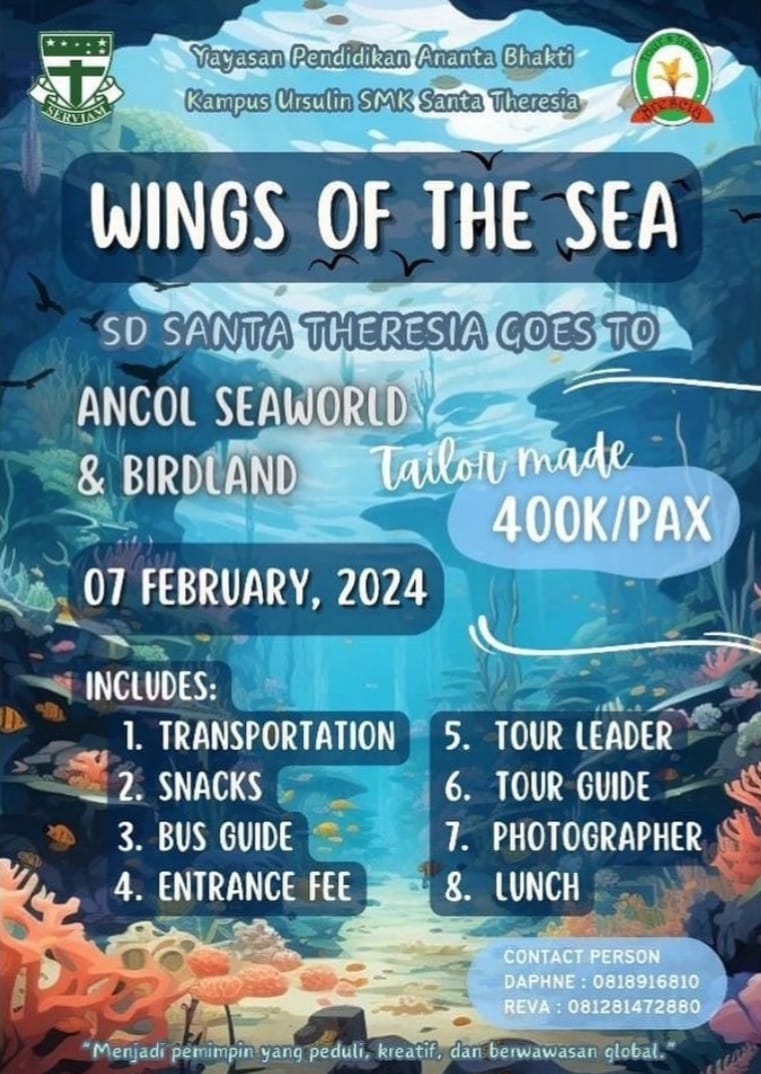 Yayasan Pendidikan Ananta Bhakti
Kampus Ursulin SMK Santa Theresia
SERVIAM
Tour & Travel
Brescia
WINGS OF THE SEA
SD SANTA THERESIA GOES TO
ANCOL SEAWORLD
& BIRDLAND
Tailor made
400K/PAX
07 FEBRUARY, 2024
INCLUDES:
1. TRANSPORTATION
2. SNACKS
3. BUS GUIDE
4. ENTRANCE FEE
5. TOUR LEADER
6. TOUR GUIDE
7. PHOTOGRAPHER
8. LUNCH
CONTACT PERSON
DAPHNE : 0818916810
REVA : 081281472880
"Menjadi pemimpin yang peduli, kreatif, dan berwawasan global."